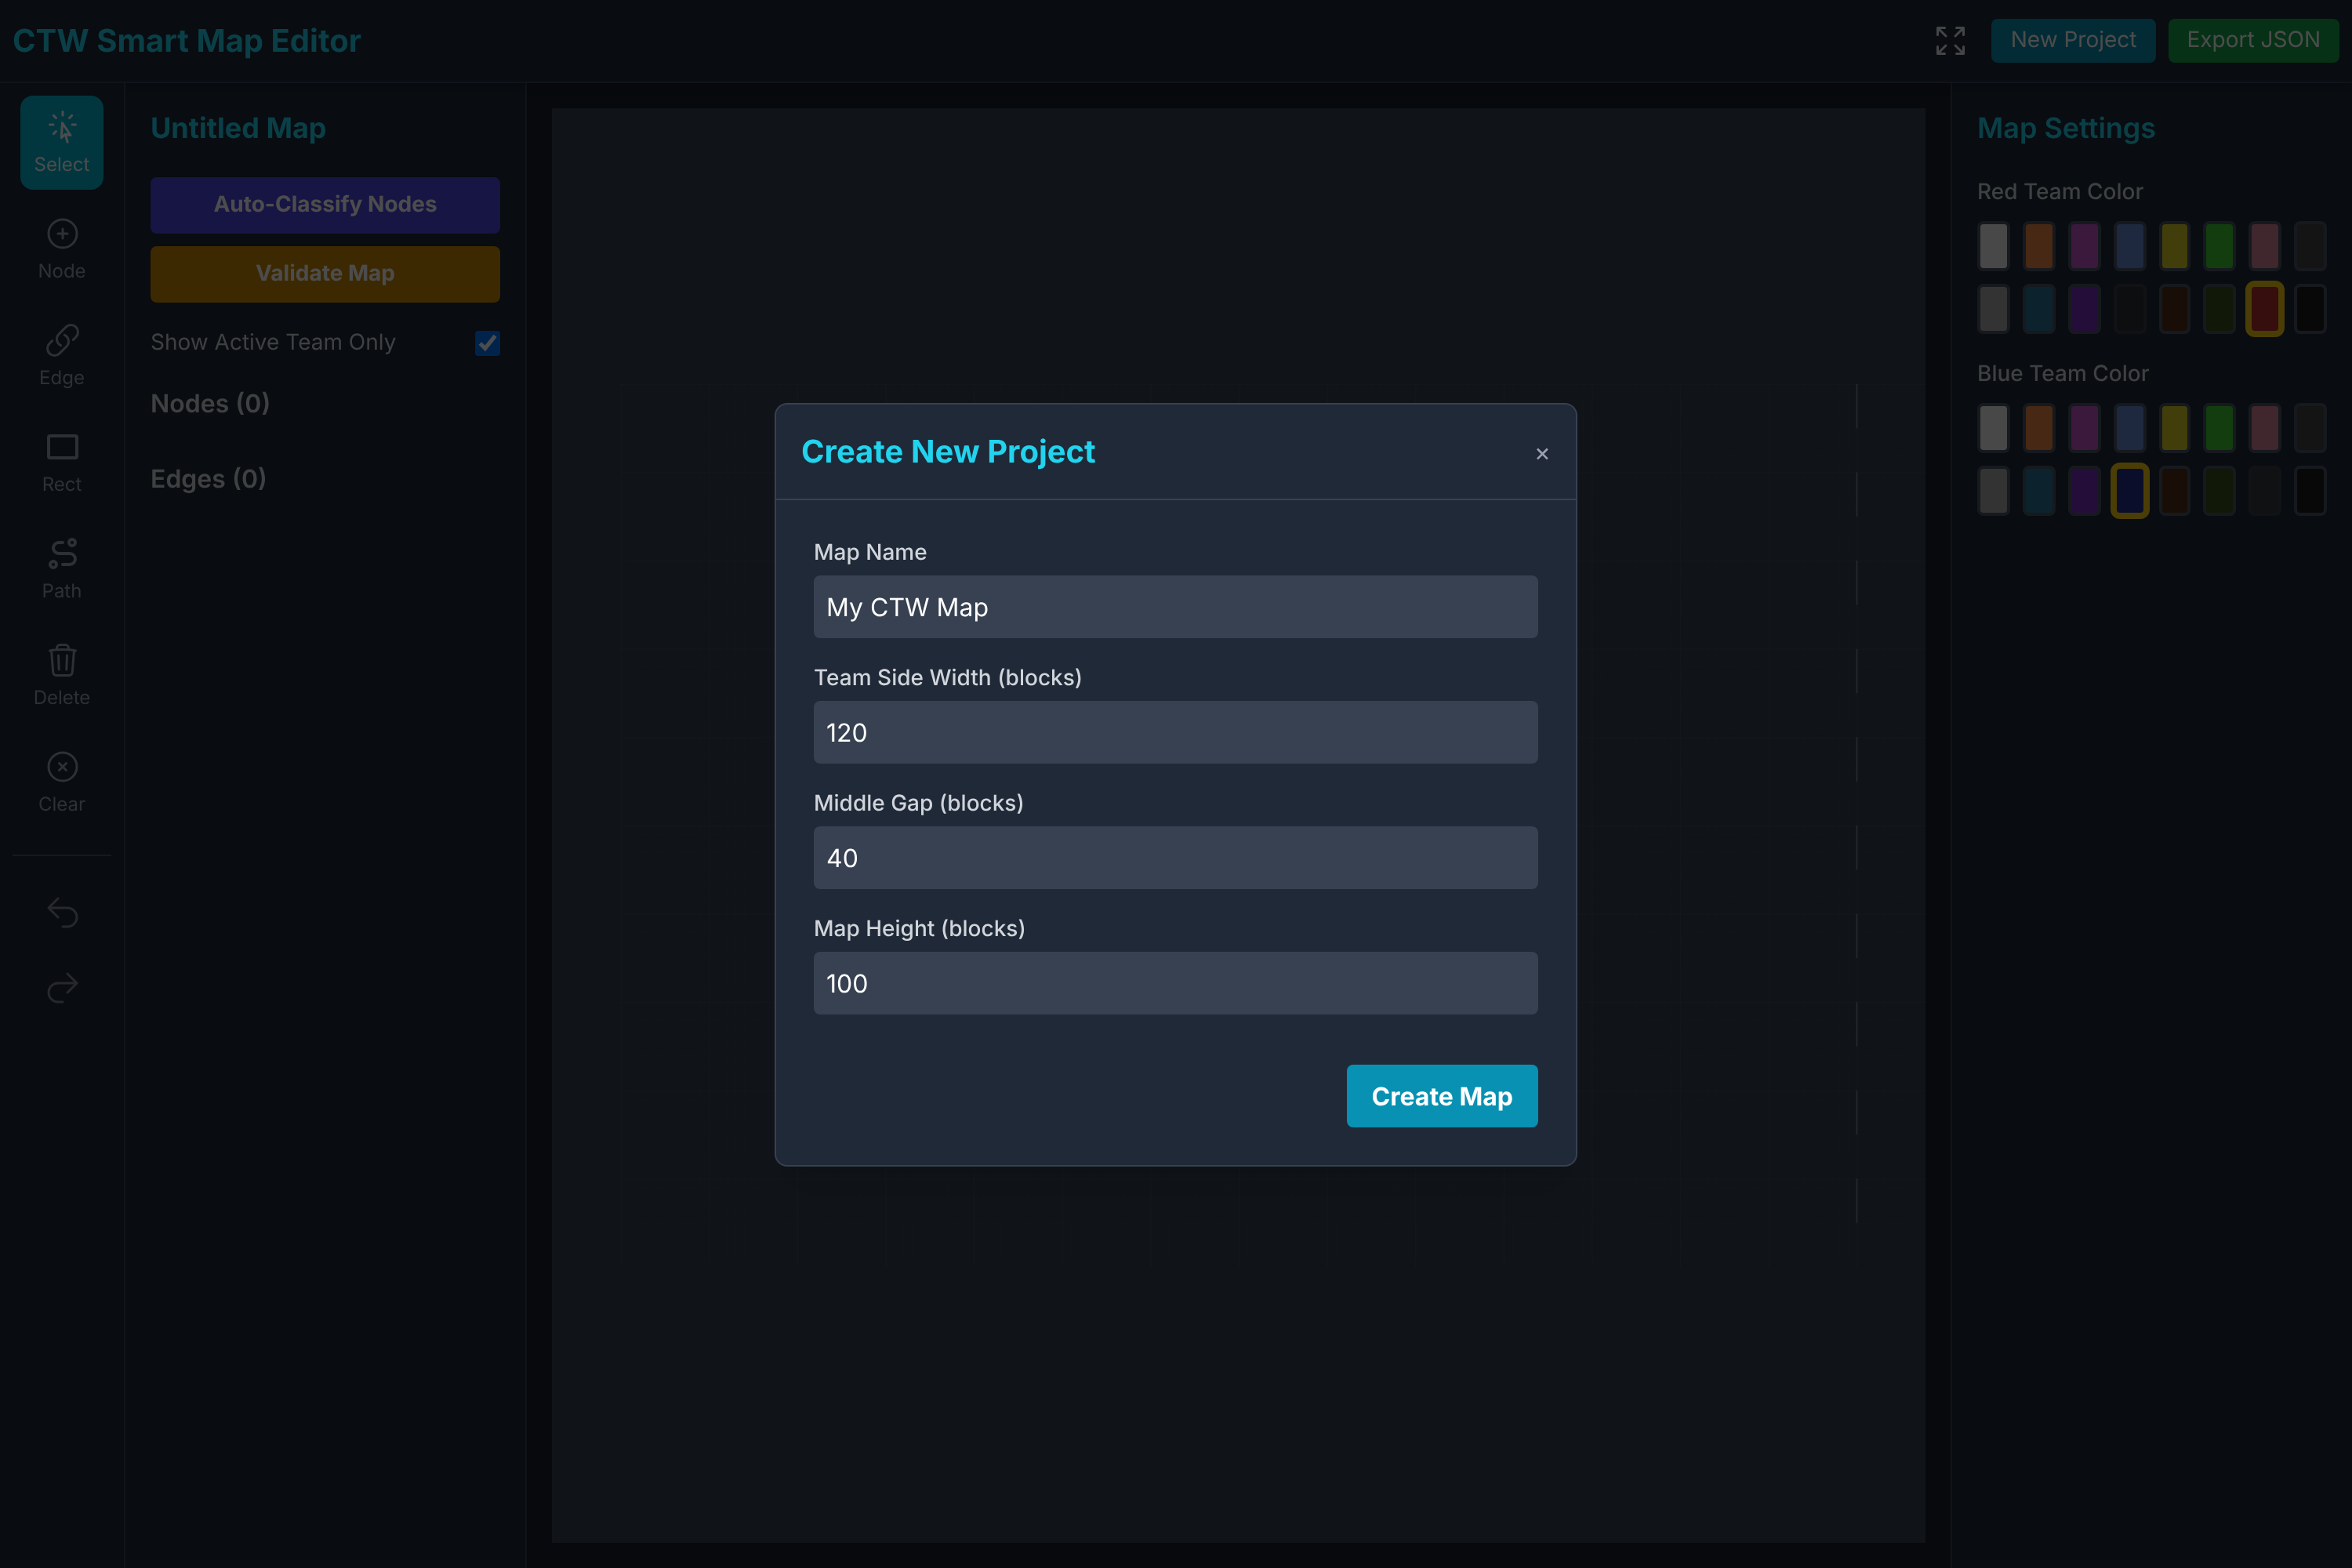 CTW Smart Map Editor
New Project
Export JSON
Select
Node
Edge
Rect
Path
Delete
Clear
Untitled Map
Auto-Classify Nodes
Validate Map
Show Active Team Only
Nodes (0)
Edges (0)
Create New Project
×
Map Name
My CTW Map
Team Side Width (blocks)
120
Middle Gap (blocks)
40
Map Height (blocks)
100
Create Map
Map Settings
Red Team Color
Blue Team Color